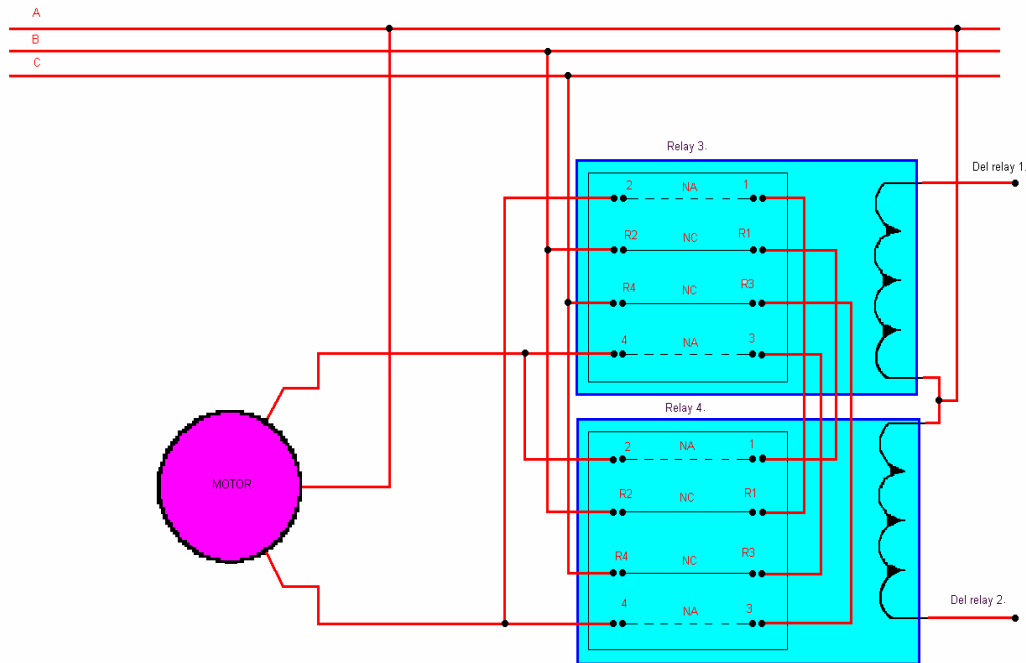 A
B
C
Relay 3.
Del relay 1.
2 NA 1
R2 NC R1
R4 NC R3
4 NA 3
Relay 4.
2 NA 1
MOTOR
R2 NC R1
R4 NC R3
4 NA 3
Del relay 2.